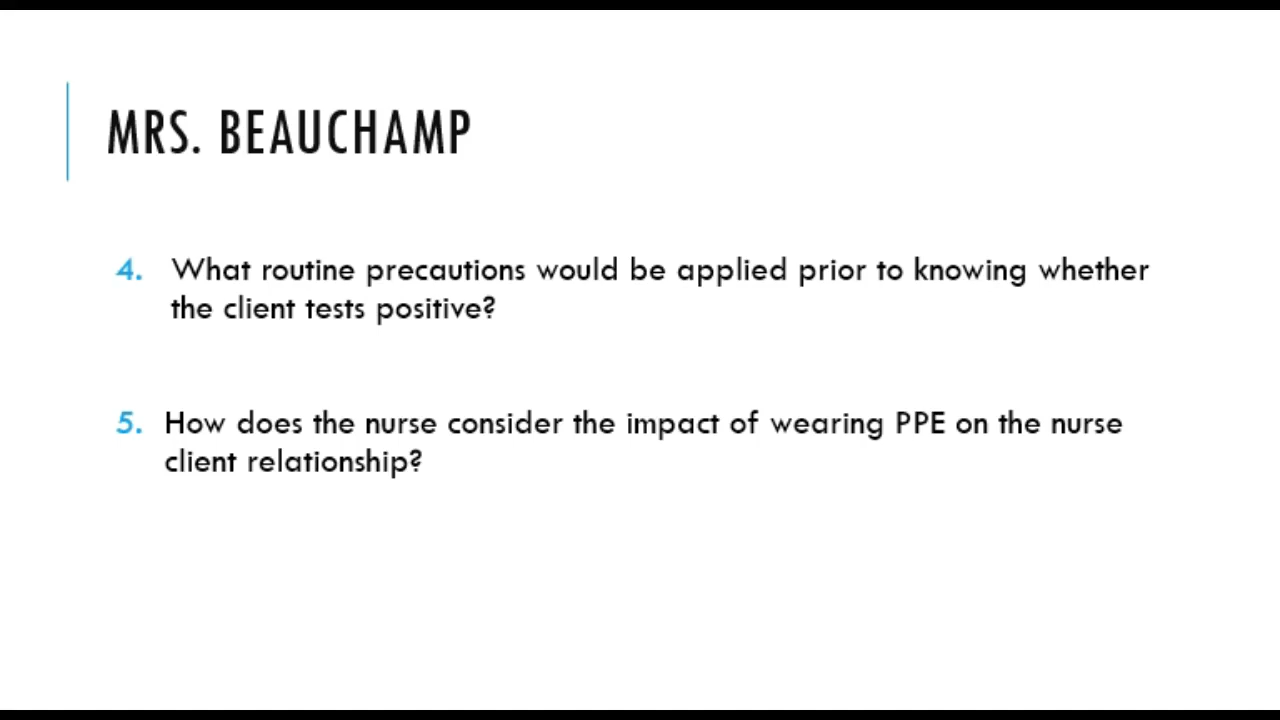 MRS. BEAUCHAMP
4. What routine precautions would be applied prior to knowing whether
the client tests positive?
5. How does the nurse consider the impact of wearing PPE on the nurse
client relationship?